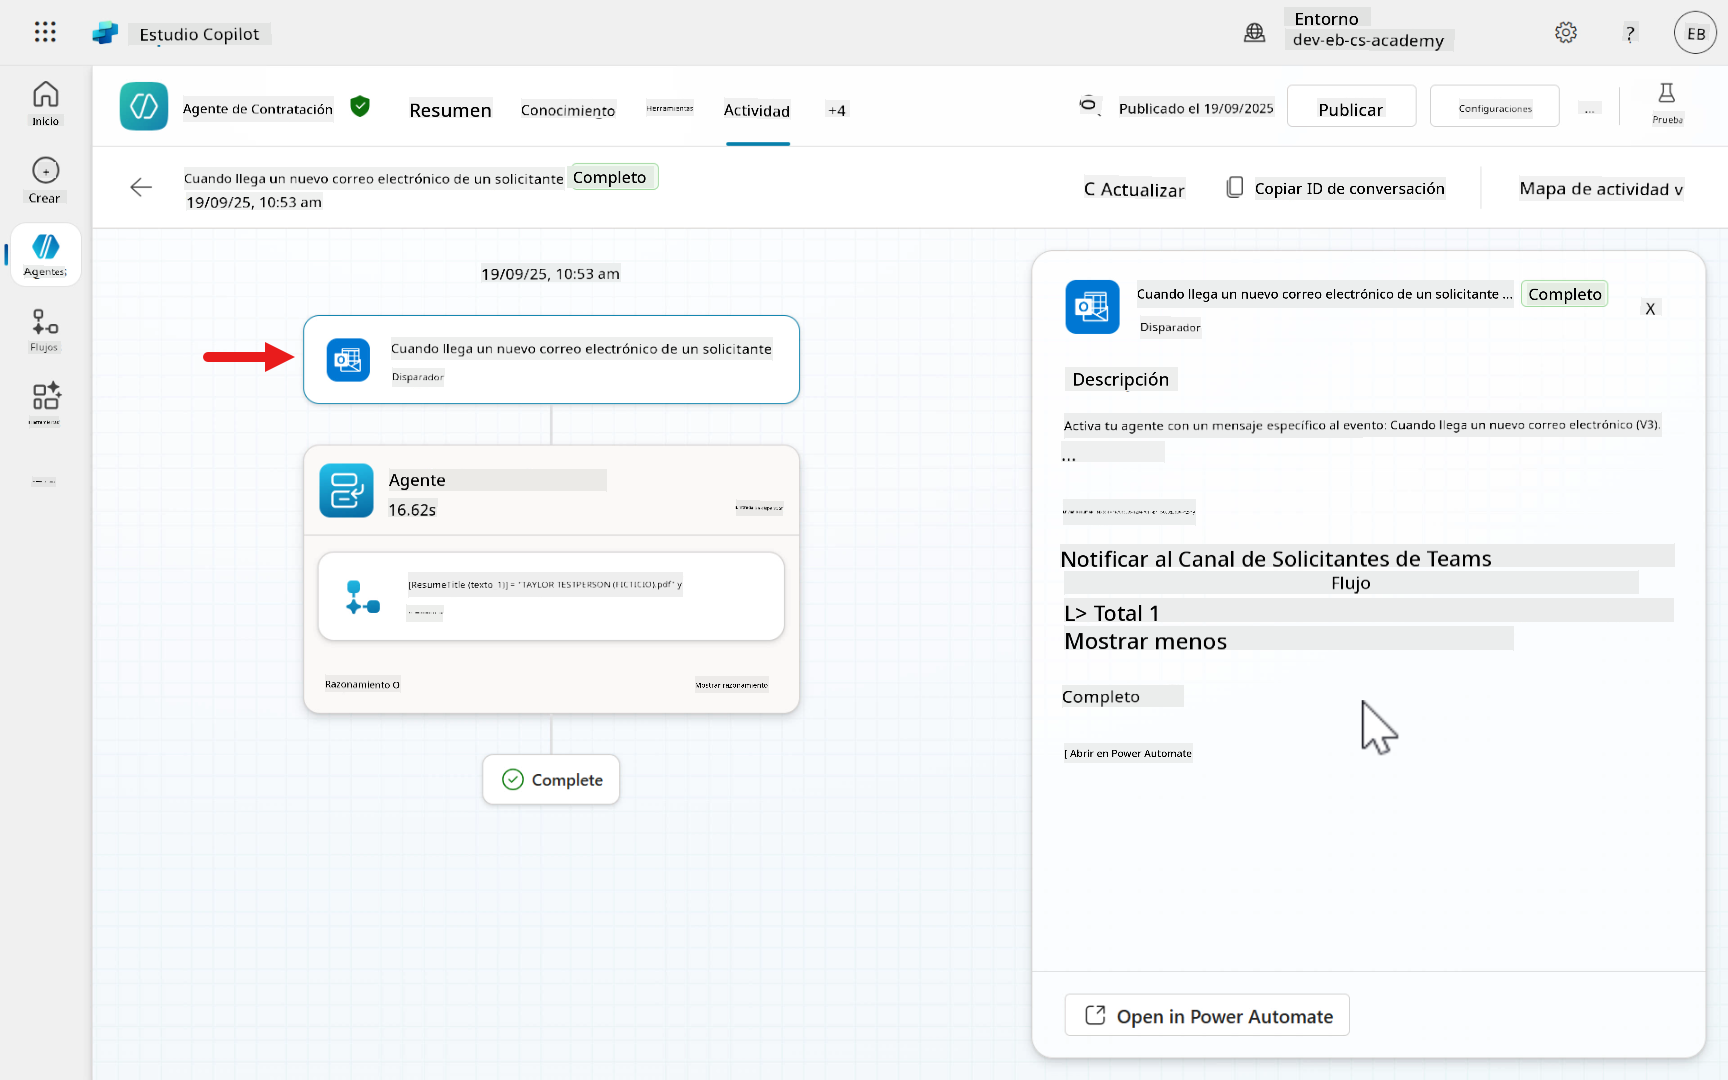 Estudio Copilot
Entorno
dev-eb-cs-academy
?
EB
Inicio
Crear
Agentes
Flujos
Agente de Contratación
Resumen
Conocimiento
Herramientas
Actividad
+4
Publicado el 19/09/2025
Publicar
Configuraciones
...
Prueba
Cuando llega un nuevo correo electrónico de un solicitante
Completo
19/09/25, 10:53 am
C Actualizar
Copiar ID de conversación
Mapa de actividad v
19/09/25, 10:53 am
Cuando llega un nuevo correo electrónico de un solicitante
Disparador
Agente
16.62s
[ResumeTitle (texto_1)] = "TAYLOR TESTPERSON (FICTICIO).pdf" y
Razonamiento O
Mostrar razonamiento
Complete
Cuando llega un nuevo correo electrónico de un solicitante ...
Completo
X
Disparador
Descripción
Activa tu agente con un mensaje específico al evento: Cuando llega un nuevo correo electrónico (V3).
...
Notificar al Canal de Solicitantes de Teams
Flujo
L> Total 1
Mostrar menos
Completo
[ Abrir en Power Automate
Open in Power Automate